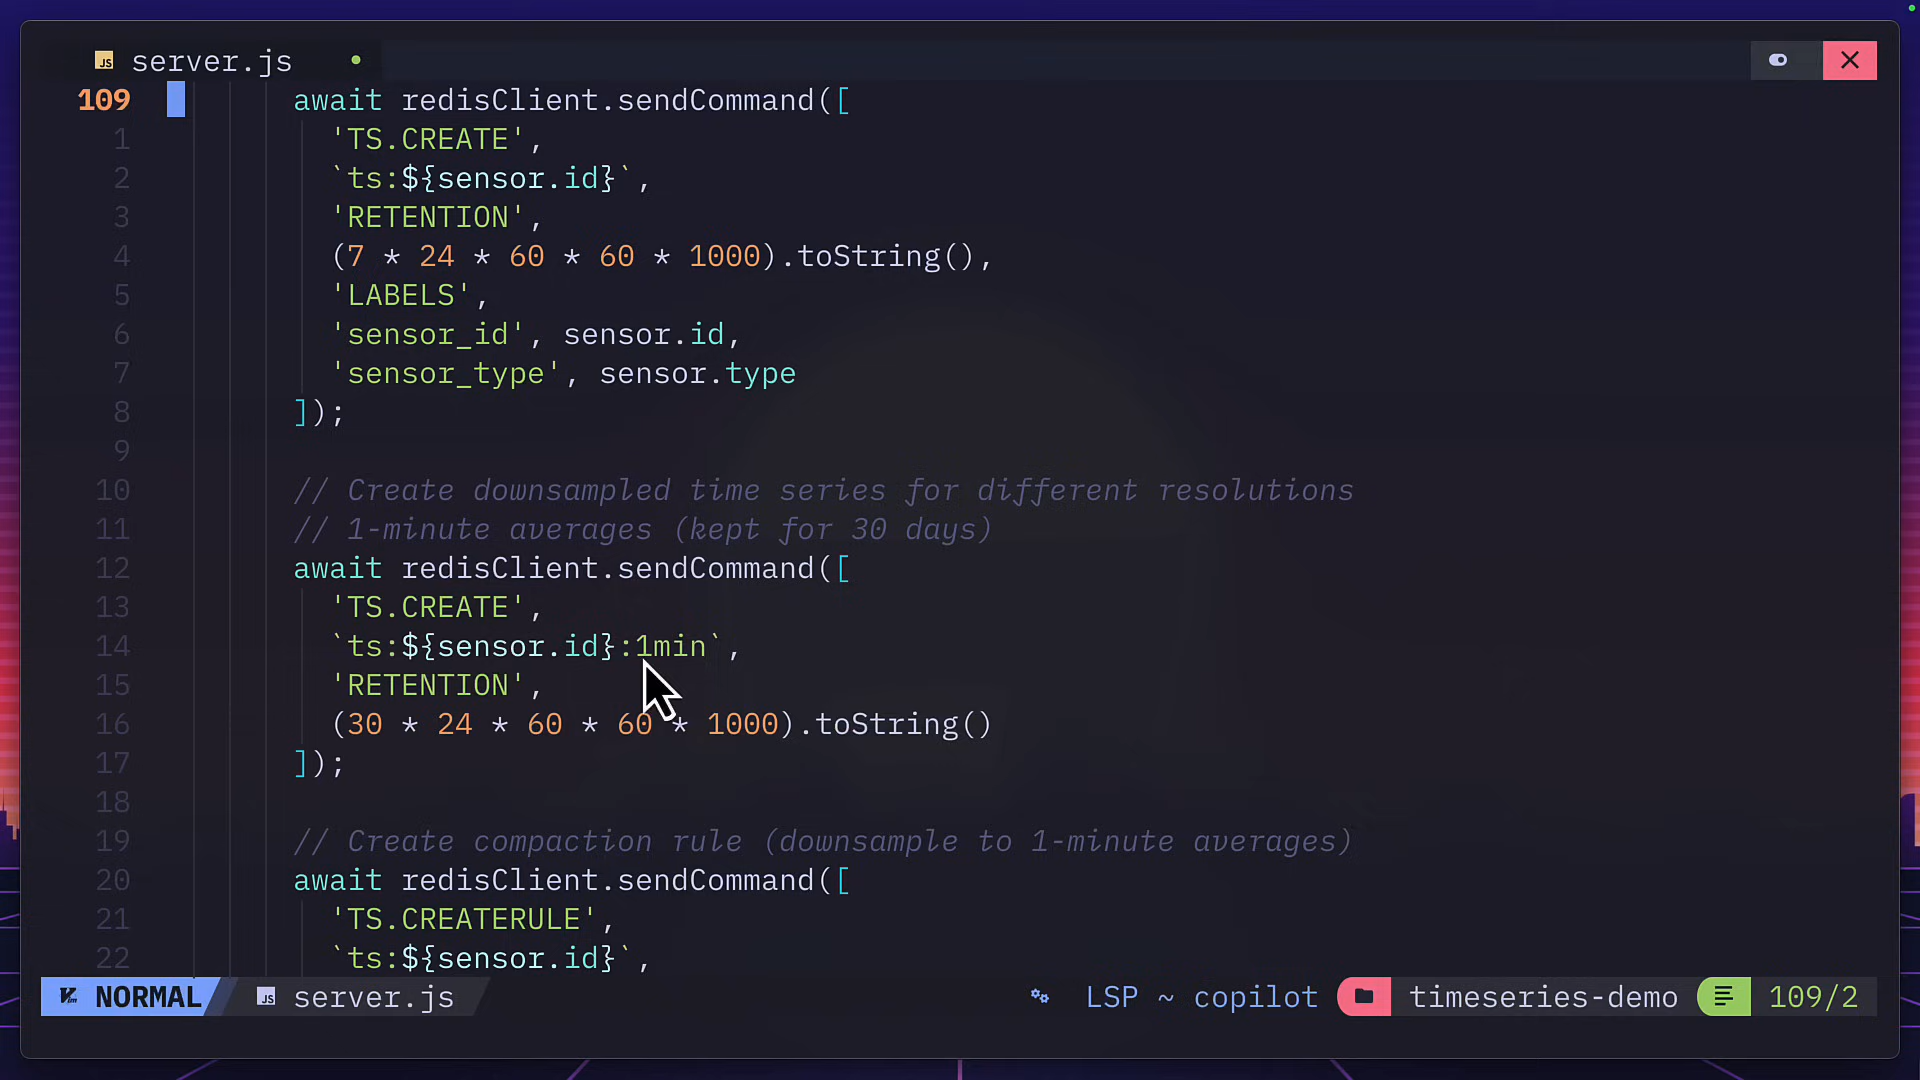 JS server.js
109 await redisClient.sendCommand([
1 'TS.CREATE',
2 `ts:${sensor.id}`,
3 'RETENTION',
4 (7 * 24 * 60 * 60 * 1000).toString(),
5 'LABELS',
6 'sensor_id', sensor.id,
7 'sensor_type', sensor.type
8 ]);
9
10 // Create downsampled time series for different resolutions
11 // 1-minute averages (kept for 30 days)
12 await redisClient.sendCommand([
13 'TS.CREATE',
14 `ts:${sensor.id}:1min`,
15 'RETENTION',
16 (30 * 24 * 60 * 60 * 1000).toString()
17 ]);
18
19 // Create compaction rule (downsample to 1-minute averages)
20 await redisClient.sendCommand([
21 'TS.CREATERULE',
22 `ts:${sensor.id}`,
NORMAL JS server.js LSP ~ copilot timeseries-demo 109/2